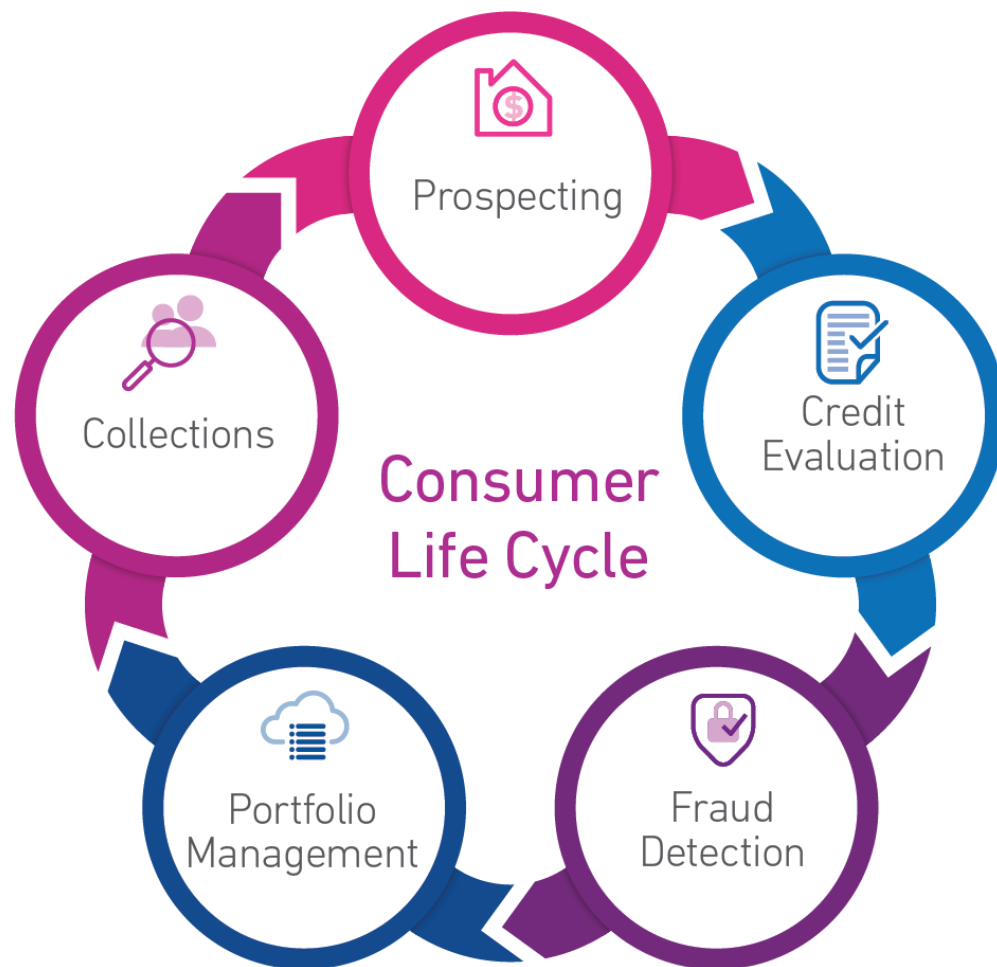 $
Prospecting
Credit
Evaluation
Fraud
Detection
Portfolio
Management
Collections
Consumer
Life Cycle